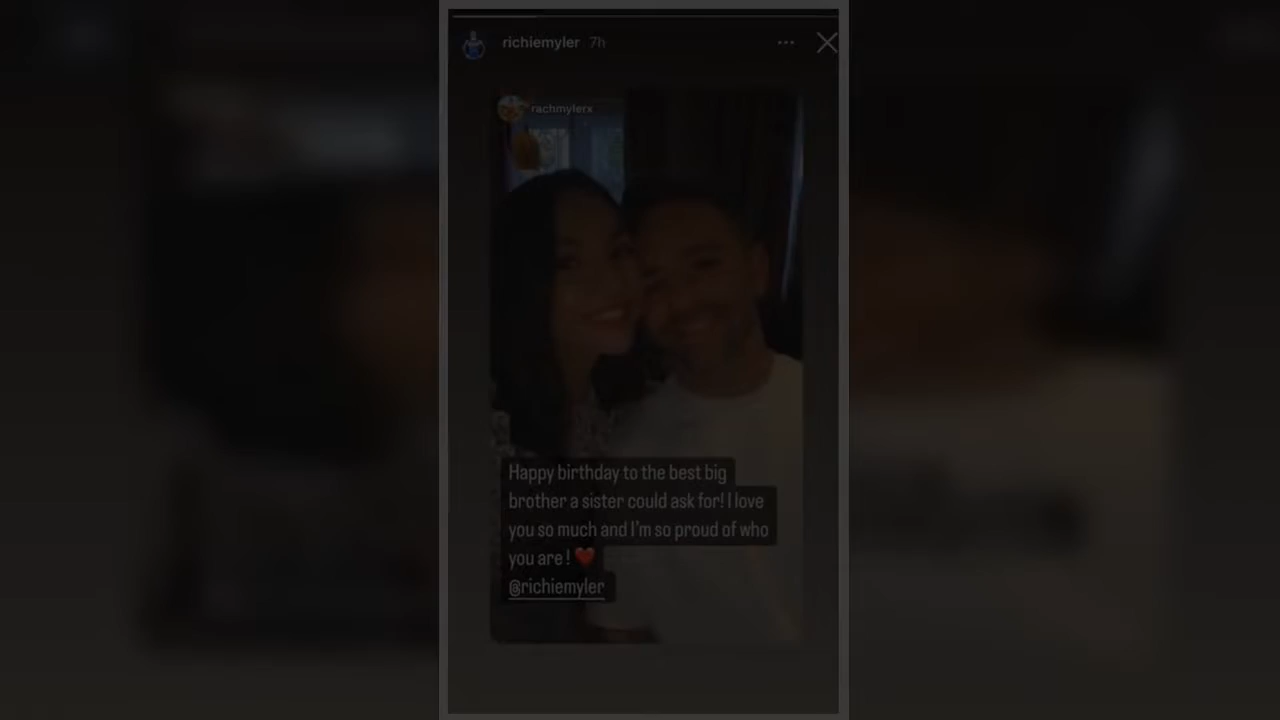 richiemyler 7h
rachmylerx
Happy birthday to the best big
brother a sister could ask for! I love
you so much and I'm so proud of who
you are ! ❤️
@richiemyler